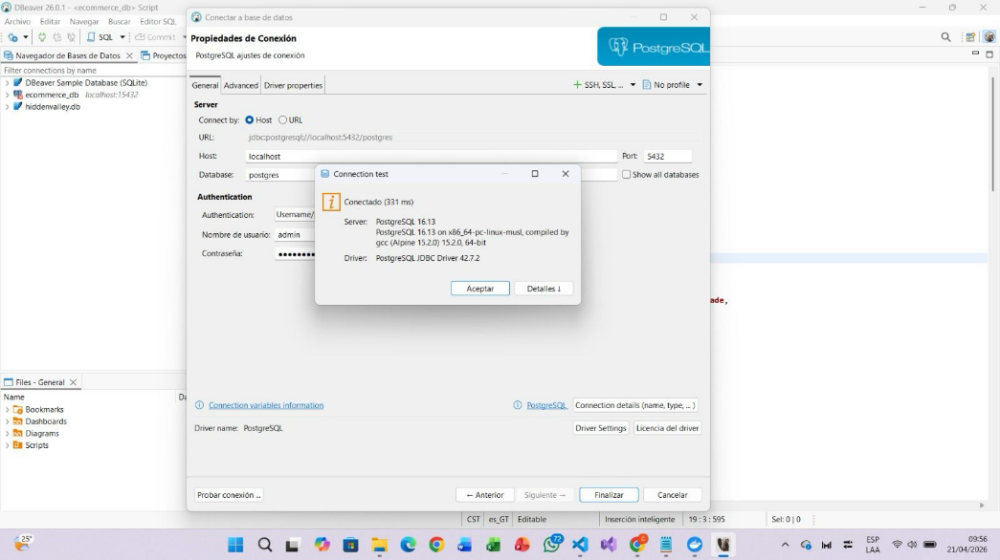 DBeaver 26.0.1 - <ecommerce_db> Script
Archivo Editar Navegar Buscar Editor SQL
SQL Commit
Navegador de Bases de Datos Proyectos
Filter connections by name
DBeaver Sample Database (SQLite)
ecommerce_db localhost:15432
hiddenvalley.db
Conectar a base de datos
Propiedades de Conexión
PostgreSQL ajustes de conexión
PostgreSQL
General Advanced Driver properties
SSH, SSL, ... No profile
Server
Connect by: Host URL
URL: jdbc:postgresql://localhost:5432/postgres
Host: localhost Port: 5432
Database: postgres Show all databases
Authentication
Authentication: Username/
Nombre de usuario: admin
Contraseña: ••••••••
Connection test
Conectado (331 ms)
Server: PostgreSQL 16.13
PostgreSQL 16.13 on x86_64-pc-linux-musl, compiled by
gcc (Alpine 15.2.0) 15.2.0, 64-bit
Driver: PostgreSQL JDBC Driver 42.7.2
Aceptar Detalles ↓
ade,
Connection variables information
PostgreSQL Connection details (name, type, ... )
Driver name: PostgreSQL
Driver Settings Licencia del driver
Probar conexión ... ← Anterior Siguiente → Finalizar Cancelar
Files - General
Name Da
Bookmarks
Dashboards
Diagrams
Scripts
CST es_GT Editable Inserción inteligente 19 : 3 : 595 Sel: 0 | 0
25°
72
ESP
LAA
09:56
21/04/2026